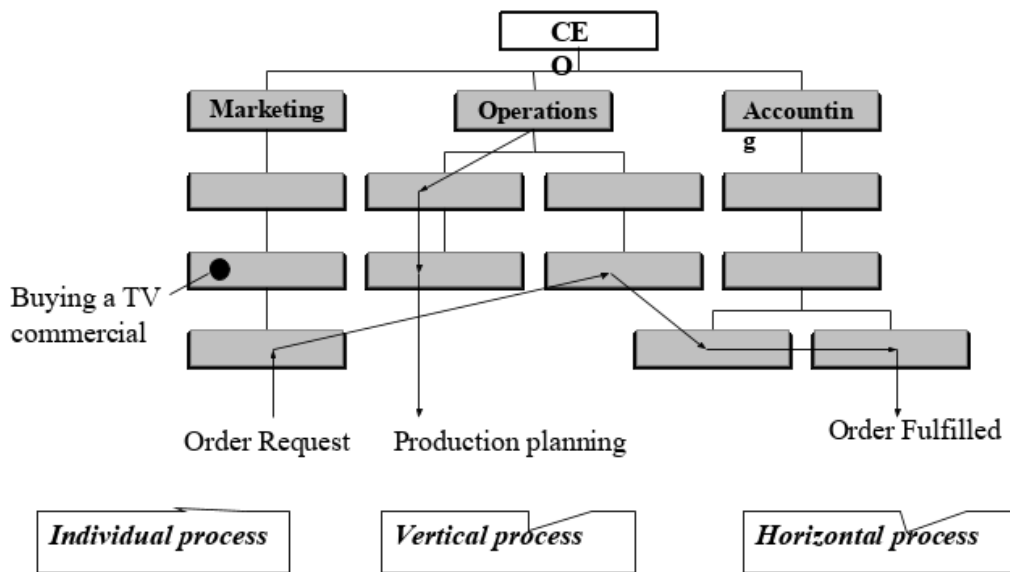 CE
O
Marketing
Operations
Accountin
g
Buying a TV
commercial
Order Request
Production planning
Order Fulfilled
Individual process
Vertical process
Horizontal process